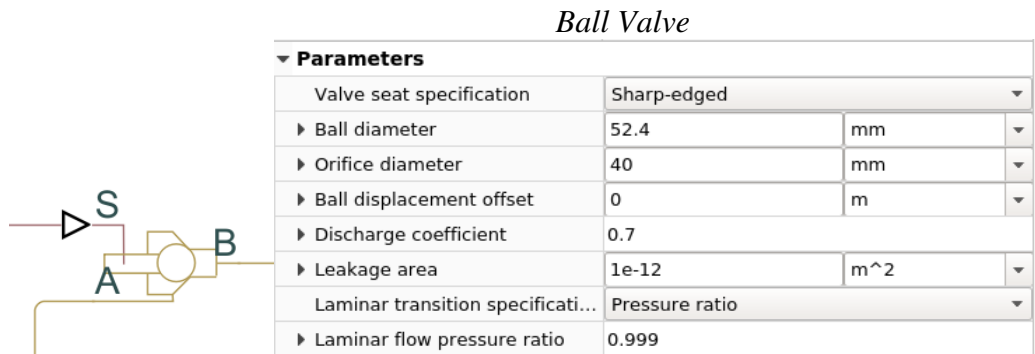 Ball Valve
Parameters
Valve seat specification Sharp-edged
Ball diameter 52.4 mm
Orifice diameter 40 mm
Ball displacement offset 0 m
Discharge coefficient 0.7
Leakage area 1e-12 m^2
Laminar transition specificati... Pressure ratio
Laminar flow pressure ratio 0.999
S
B
A